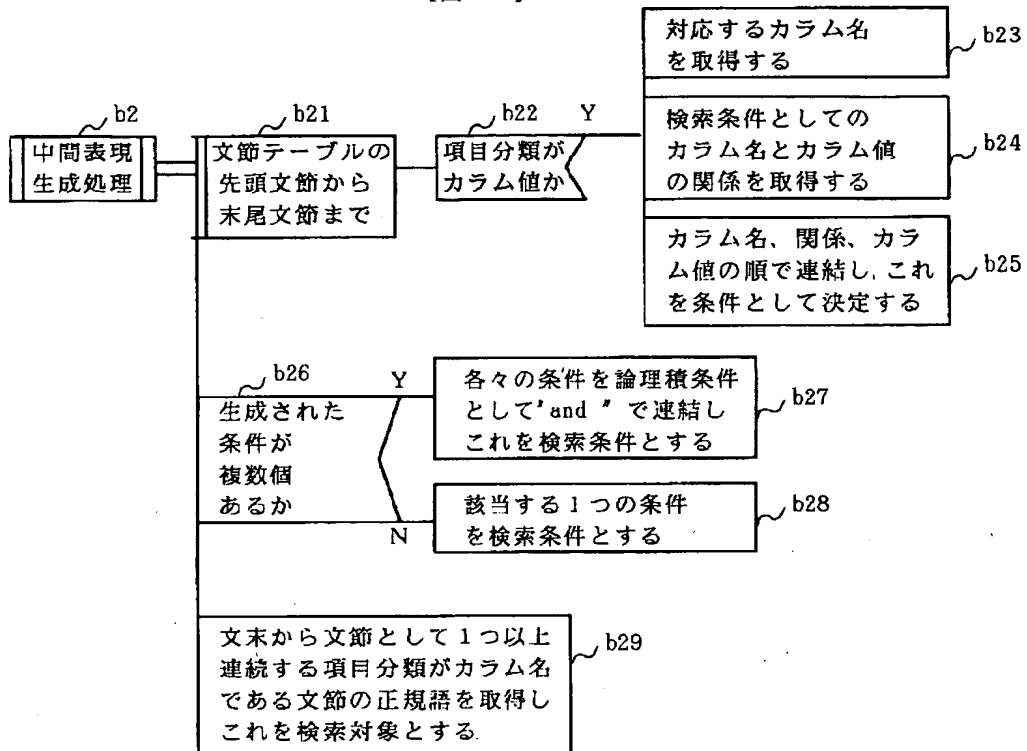 対応するカラム名
を取得する
b23
b2
中間表現
生成処理
b21
文節テーブルの
先頭文節から
末尾文節まで
b22
Y
項目分類が
カラム値か
検索条件としての
カラム名とカラム値
の関係を取得する
b24
カラム名、関係、カラ
ム値の順で連結し、これ
を条件として決定する
b25
b26
Y
生成された
条件が
複数個
あるか
N
各々の条件を論理積条件
として"and"で連結し
これを検索条件とする
b27
該当する1つの条件
を検索条件とする
b28
文末から文節として1つ以上
連続する項目分類がカラム名
である文節の正規語を取得し
これを検索対象とする
b29